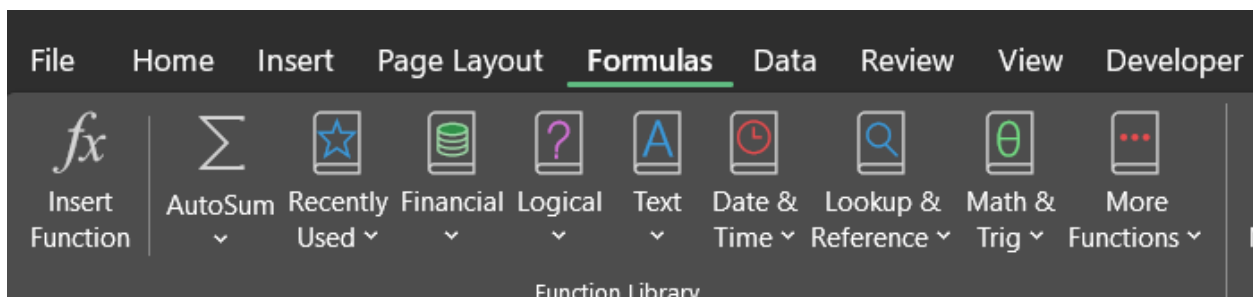 File Home Insert Page Layout Formulas Data Review View Developer
fx
Insert Function
AutoSum
Recently Used
Financial
Logical
A
Text
Date & Time
Lookup & Reference
θ
Math & Trig
More Functions
Function Library